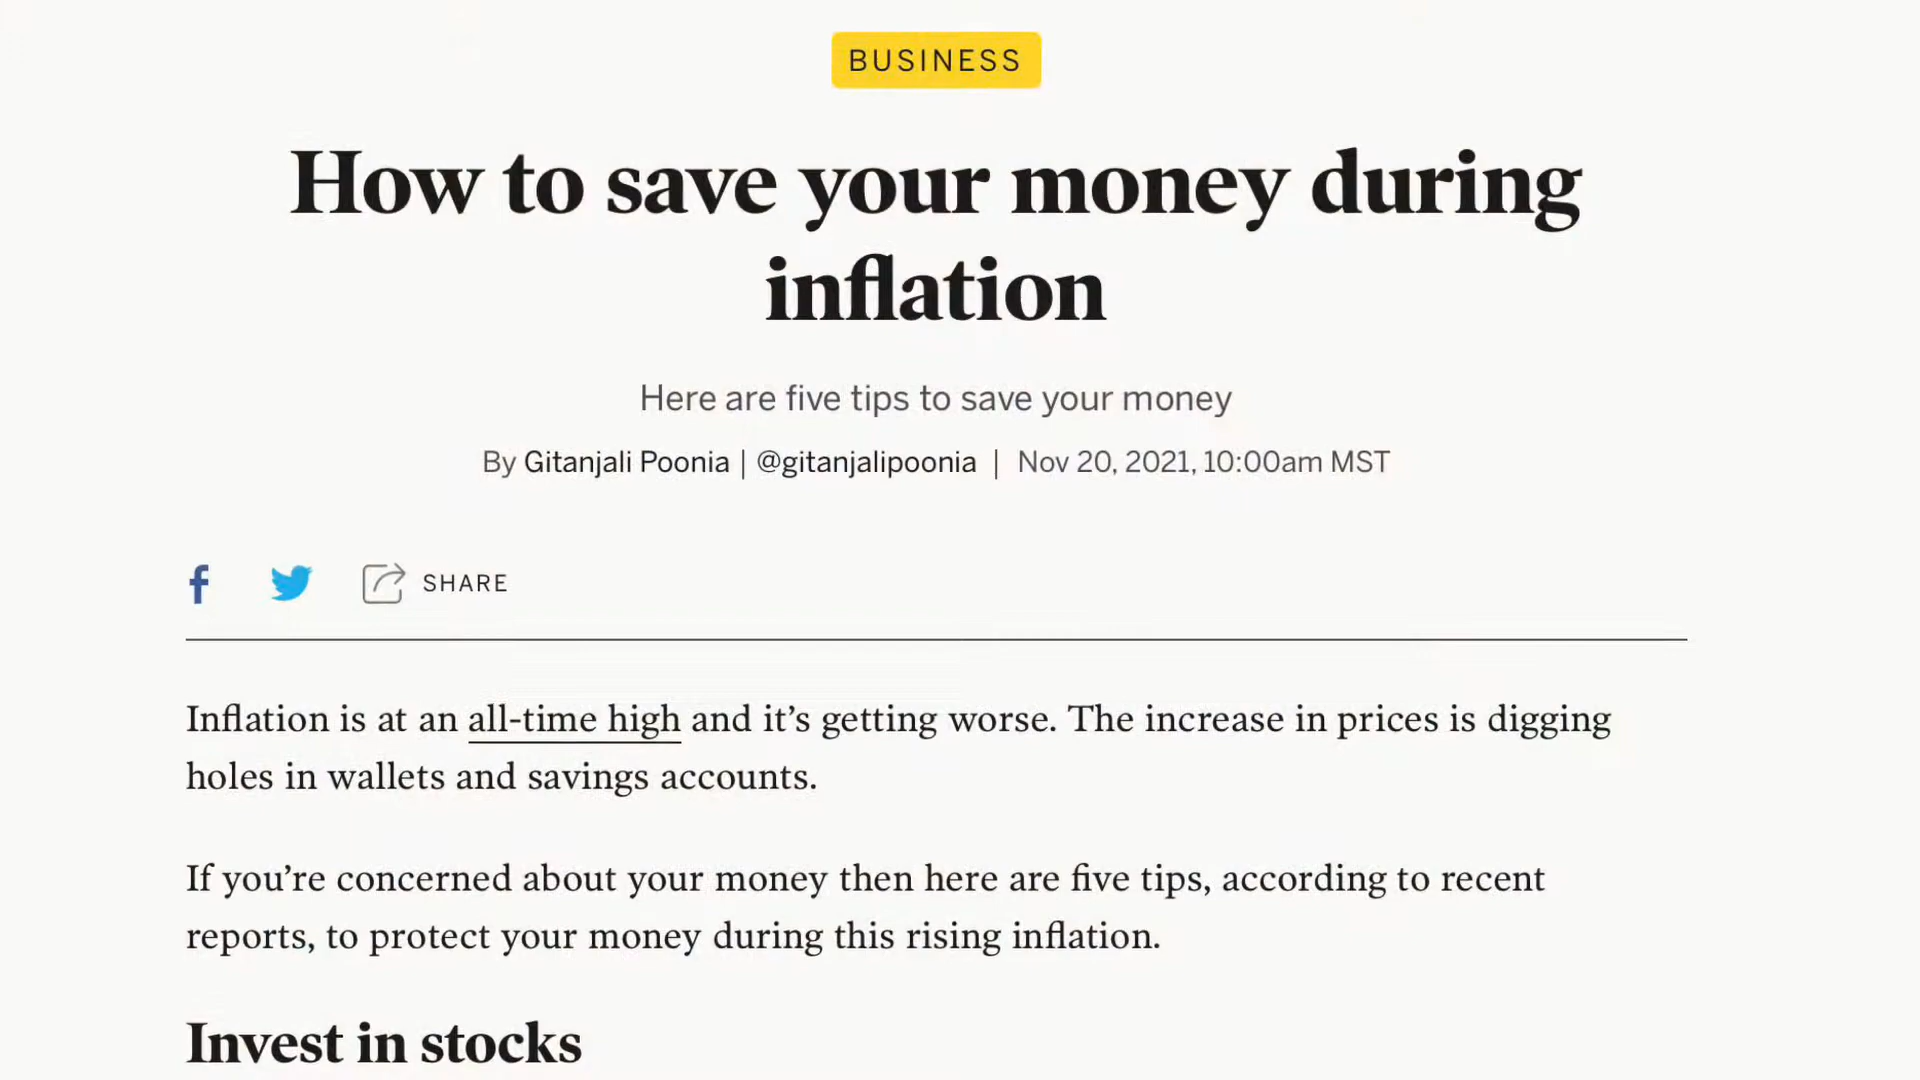 BUSINESS
How to save your money during
inflation
Here are five tips to save your money
By Gitanjali Poonia | @gitanjalipoonia | Nov 20, 2021, 10:00am MST
f SHARE
Inflation is at an all-time high and it’s getting worse. The increase in prices is digging
holes in wallets and savings accounts.
If you’re concerned about your money then here are five tips, according to recent
reports, to protect your money during this rising inflation.
Invest in stocks